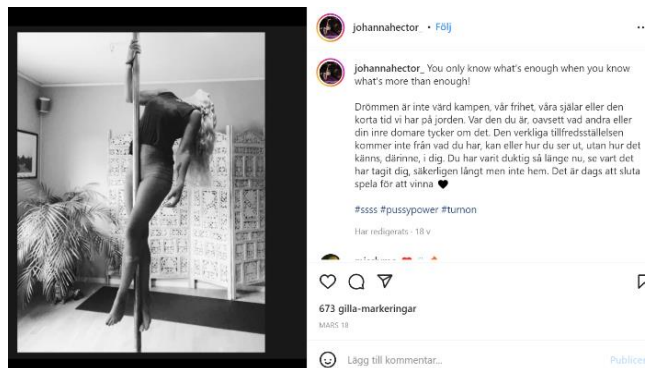 johannahector_ • Följ
johannahector_ You only know what's enough when you know
what's more than enough!
Drömmen är inte värd kampen, vår frihet, våra själar eller den
korta tid vi har på jorden. Var den du är, oavsett vad andra eller
din inre domare tycker om det. Den verkliga tillfredsställelsen
kommer inte från vad du har, kan eller hur du ser ut, utan hur det
känns, därinne, i dig. Du har varit duktig så länge nu, se vart det
har tagit dig, säkerligen långt men inte hem. Det är dags att sluta
spela för att vinna 🖤
#ssss #pussypower #turnon
Har redigerats · 18 v
673 gilla-markeringar
MARS 18
Lägg till kommentar...
Publicera